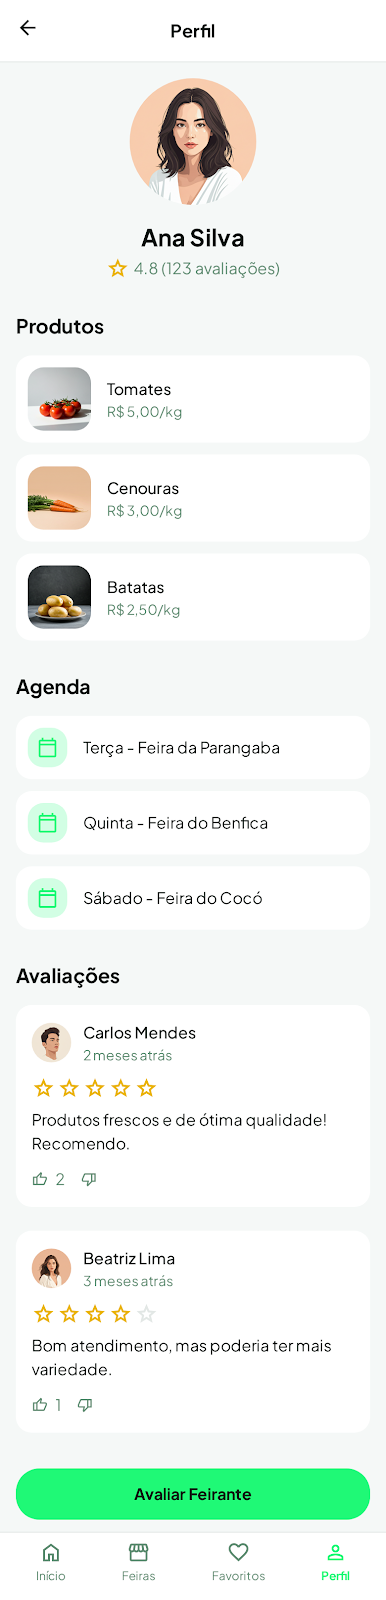 Perfil
Ana Silva
4.8 (123 avaliações)
Produtos
Tomates
R$ 5,00/kg
Cenouras
R$ 3,00/kg
Batatas
R$ 2,50/kg
Agenda
Terça - Feira da Parangaba
Quinta - Feira do Benfica
Sábado - Feira do Cocó
Avaliações
Carlos Mendes
2 meses atrás
Produtos frescos e de ótima qualidade!
Recomendo.
2
Beatriz Lima
3 meses atrás
Bom atendimento, mas poderia ter mais
variedade.
1
Avaliar Feirante
Início Feiras Favoritos Perfil